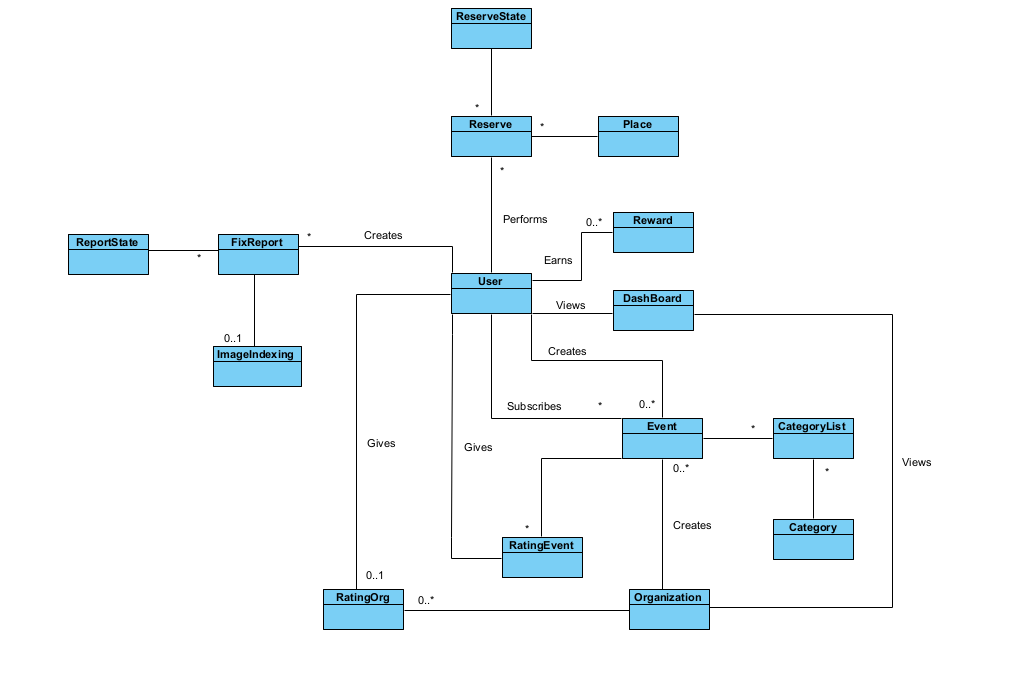 ReserveState
*
Reserve
*
Place
*
Performs
0..*
Reward
ReportState
*
FixReport
*
Creates
Earns
User
Views
DashBoard
0..1
ImageIndexing
Creates
Subscribes
*
0..*
Event
*
CategoryList
Gives
Gives
0..*
*
Views
Creates
*
Category
RatingEvent
0..1
RatingOrg
0..*
Organization